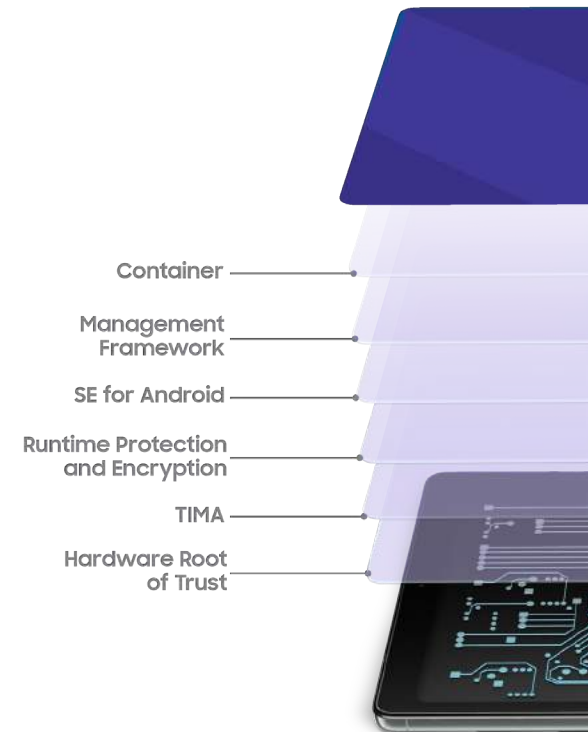 Container
Management
Framework
SE for Android
Runtime Protection
and Encryption
TIMA
Hardware Root
of Trust